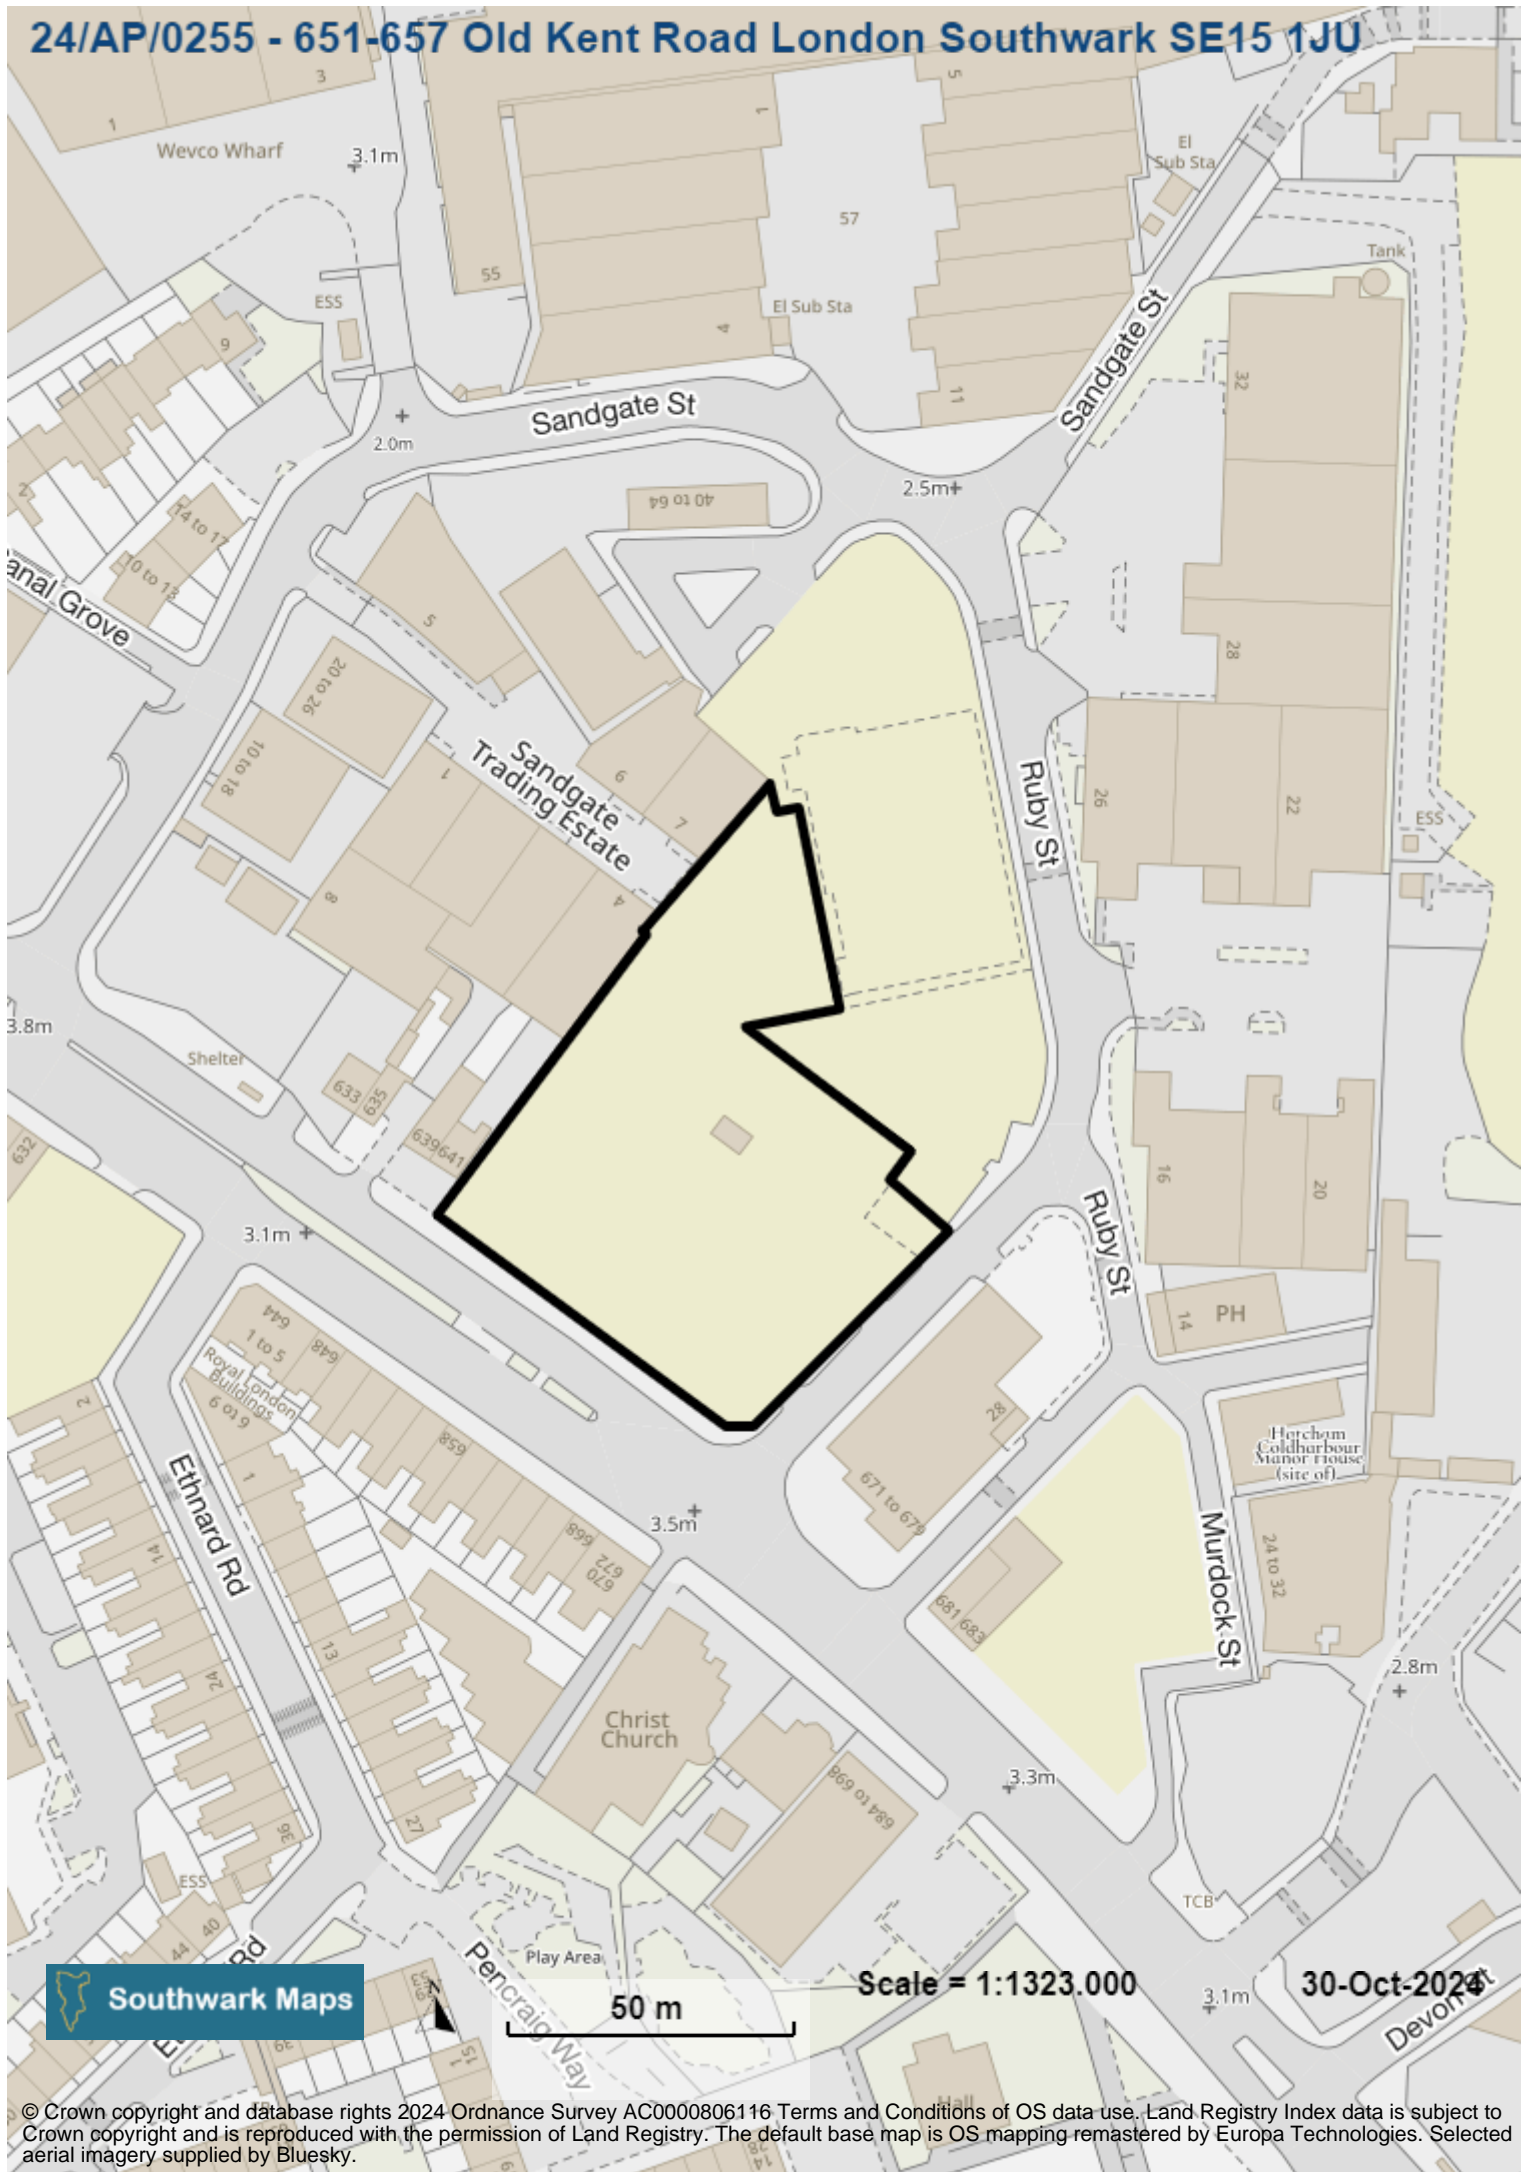 24/AP/0255 - 651-657 Old Kent Road London Southwark SE15 1JU
1
3
Wevco Wharf
3.1m
55
1
5
57
El
Sub Sta
ESS
9
4
El Sub Sta
11
Tank
32
Sandgate St
Sandgate St
2.0m
2.5m
2
14 to 17
10 to 13
40 to 64
5
28
20 to 26
10 to 18
1
Sandgate
Trading Estate
6
7
4
8
Ruby St
26
22
ESS
3.8m
Shelter
633
635
639
641
632
3.1m
16
20
Ruby St
14
PH
644
1 to 5
648
Royal London
Buildings
6 to 9
658
2
1
28
671 to 679
Hatcham
Coldharbour
Manor House
(site of)
Ethnard Rd
14
3.5m
668
672
670
681
683
Murdock St
24 to 32
13
24
2.8m
Christ
Church
684 to 698
3.3m
27
36
ESS
40
44
Rd
TCB
Play Area
Pencraig Way
Southwark Maps
50 m
Scale = 1:1323.000
3.1m
30-Oct-2024
Devon St
15
1
Hall
© Crown copyright and database rights 2024 Ordnance Survey AC0000806116 Terms and Conditions of OS data use. Land Registry Index data is subject to
Crown copyright and is reproduced with the permission of Land Registry. The default base map is OS mapping remastered by Europa Technologies. Selected
aerial imagery supplied by Bluesky.